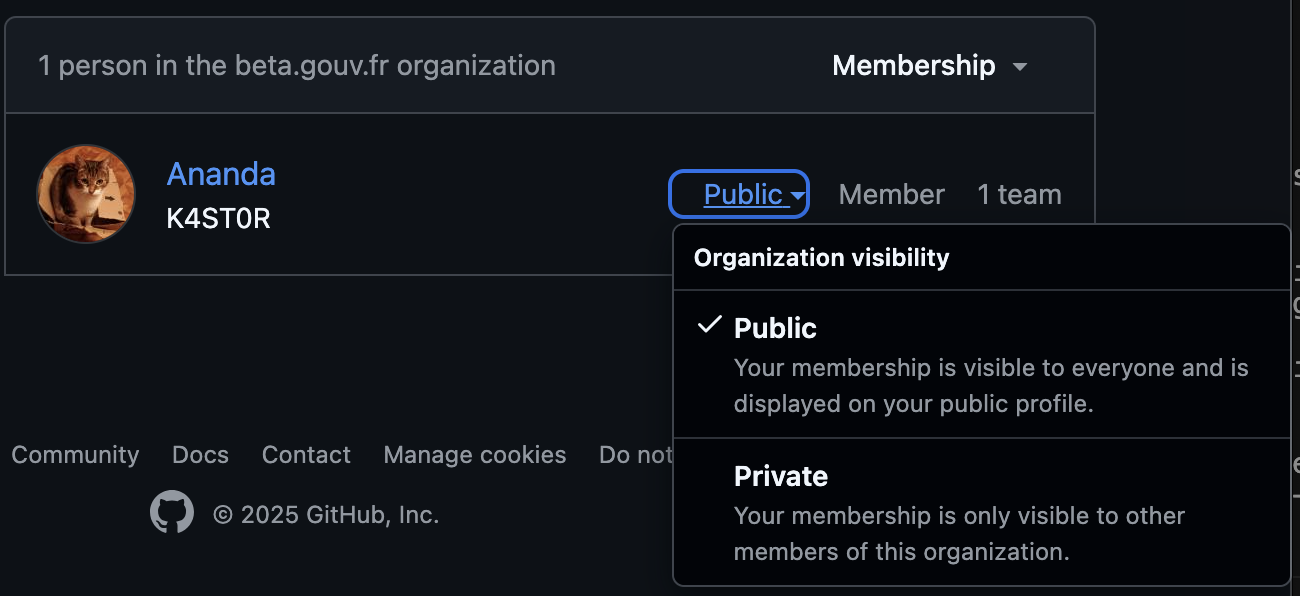 1 person in the beta.gouv.fr organization
Membership
Ananda
K4ST0R
Public
Member
1 team
Organization visibility
Public
Your membership is visible to everyone and is
displayed on your public profile.
Private
Your membership is only visible to other
members of this organization.
Community
Docs
Contact
Manage cookies
Do not
© 2025 GitHub, Inc.